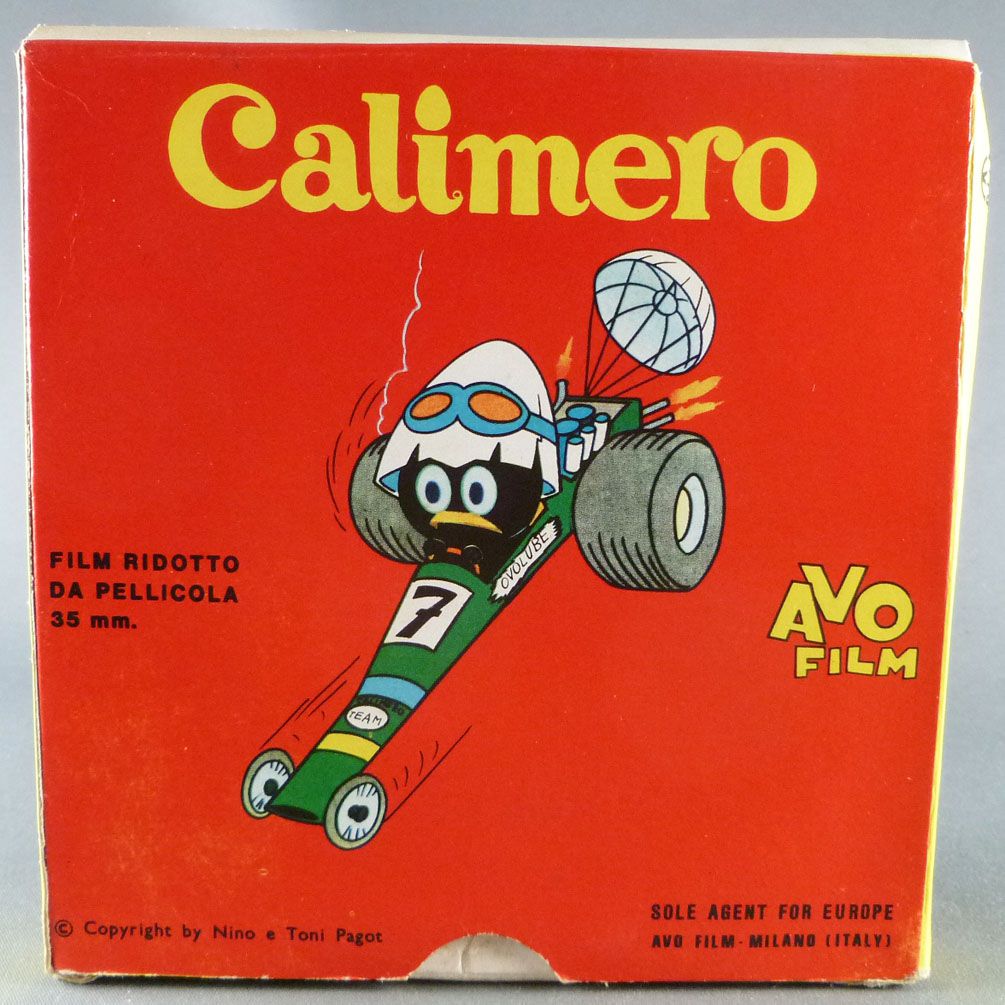 Calimero
FILM RIDOTTO
DA PELLICOLA
35 mm.
OVOLUBE
7
TEAM
AVO
FILM
© Copyright by Nino e Toni Pagot
SOLE AGENT FOR EUROPE
AVO FILM - MILANO (ITALY)